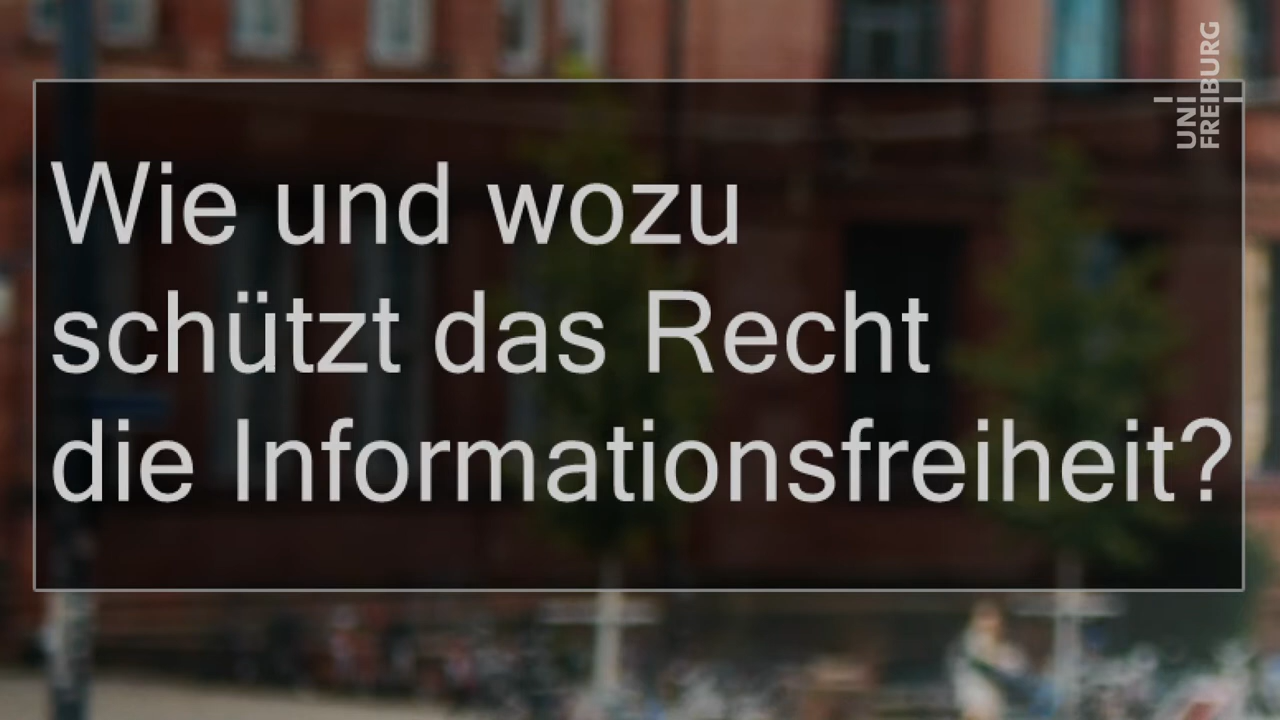 UNI
FREIBURG
Wie und wozu
schützt das Recht
die Informationsfreiheit?